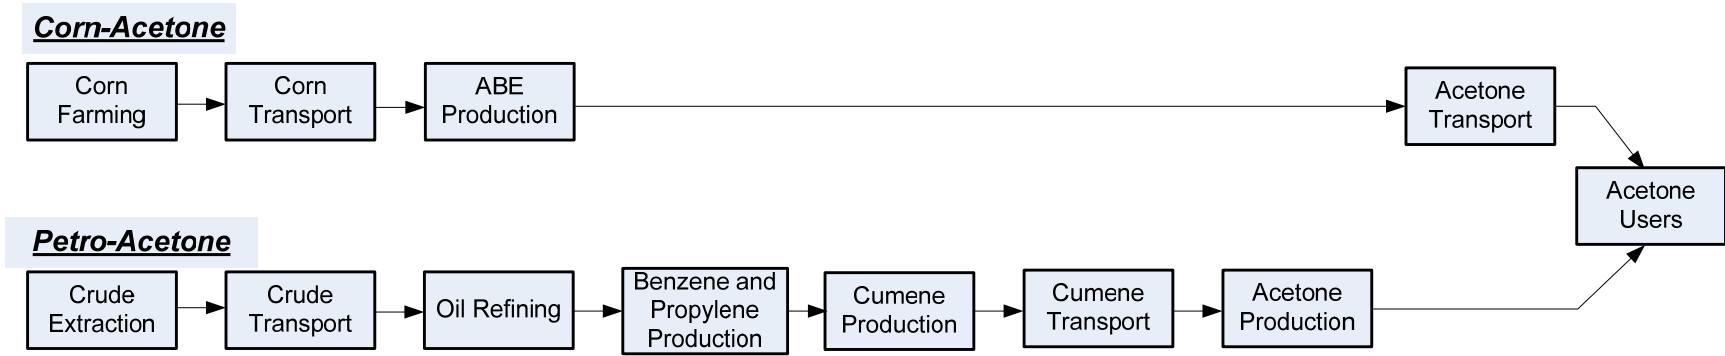 Corn-Acetone
Corn
Farming
Corn
Transport
ABE
Production
Acetone
Transport
Acetone
Users
Petro-Acetone
Crude
Extraction
Crude
Transport
Oil Refining
Benzene and
Propylene
Production
Cumene
Production
Cumene
Transport
Acetone
Production